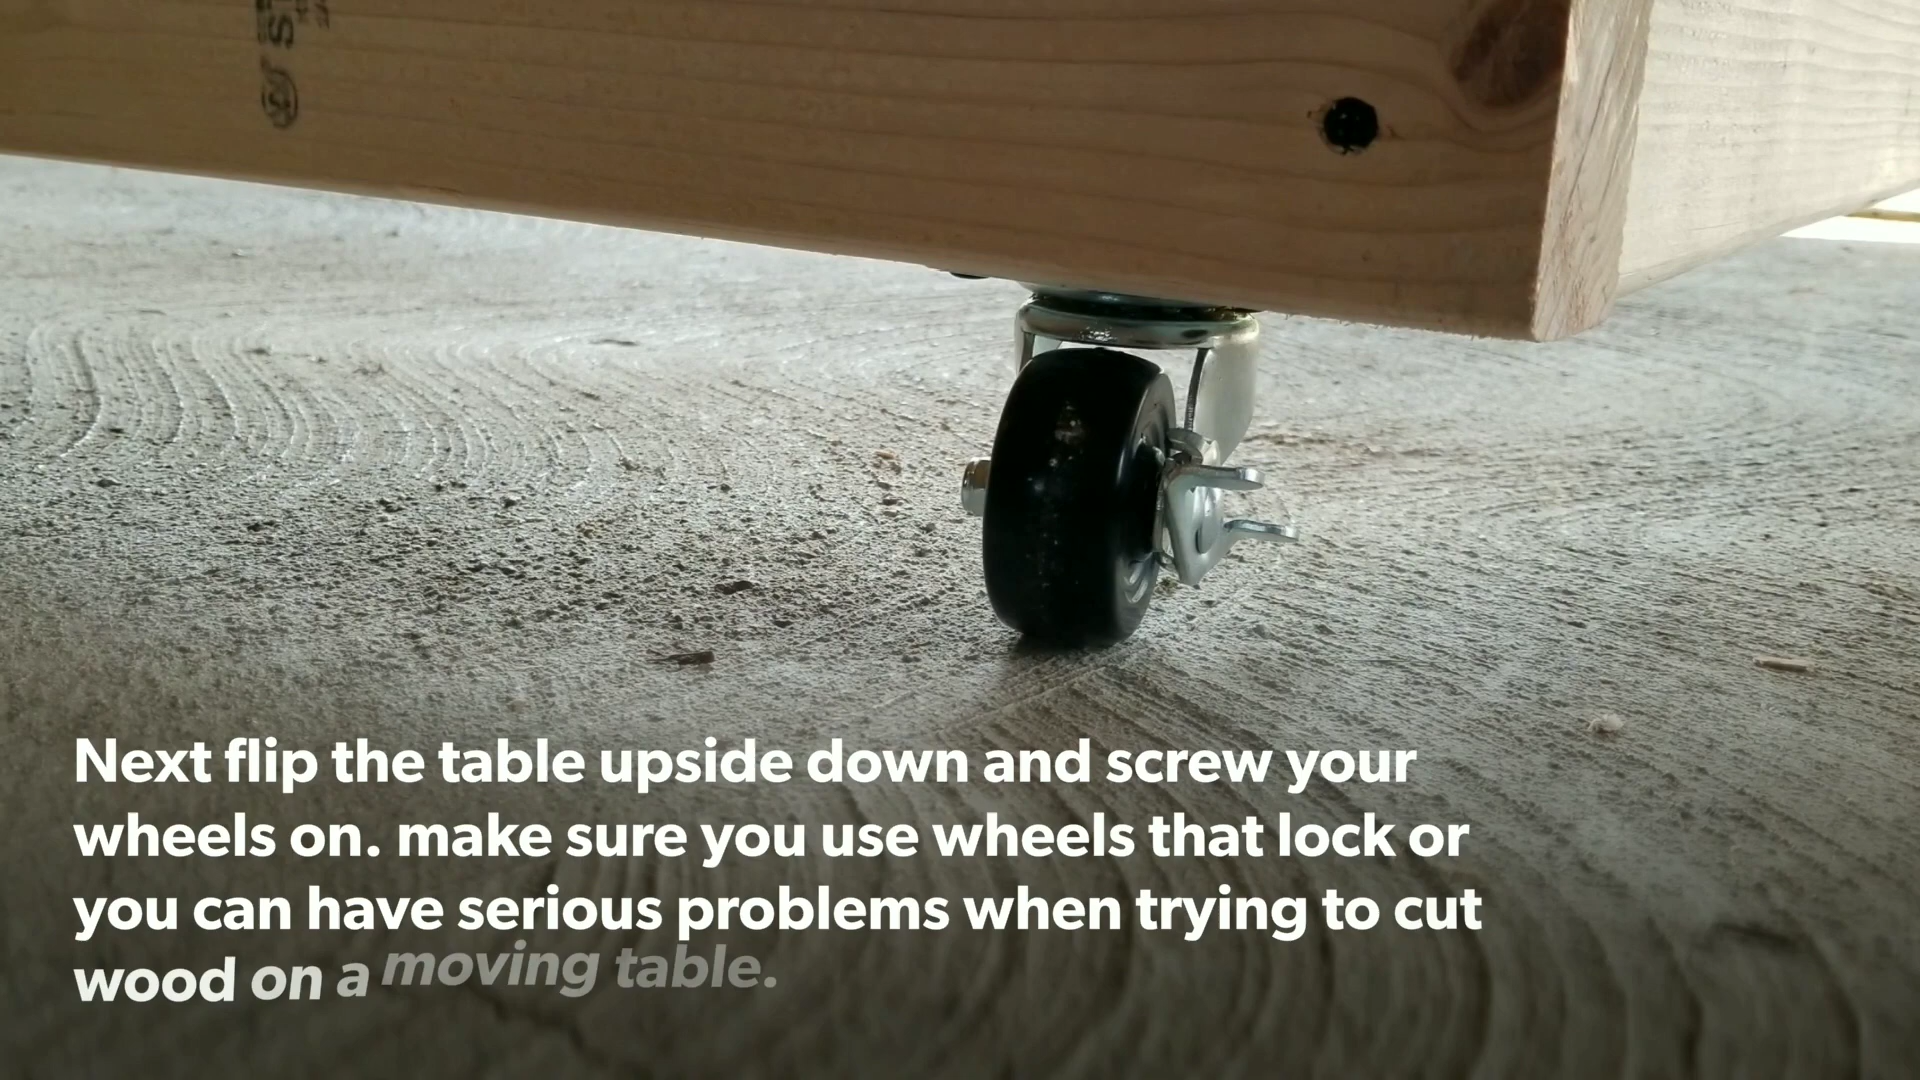 Next flip the table upside down and screw your
wheels on. make sure you use wheels that lock or
you can have serious problems when trying to cut
wood on a moving table.